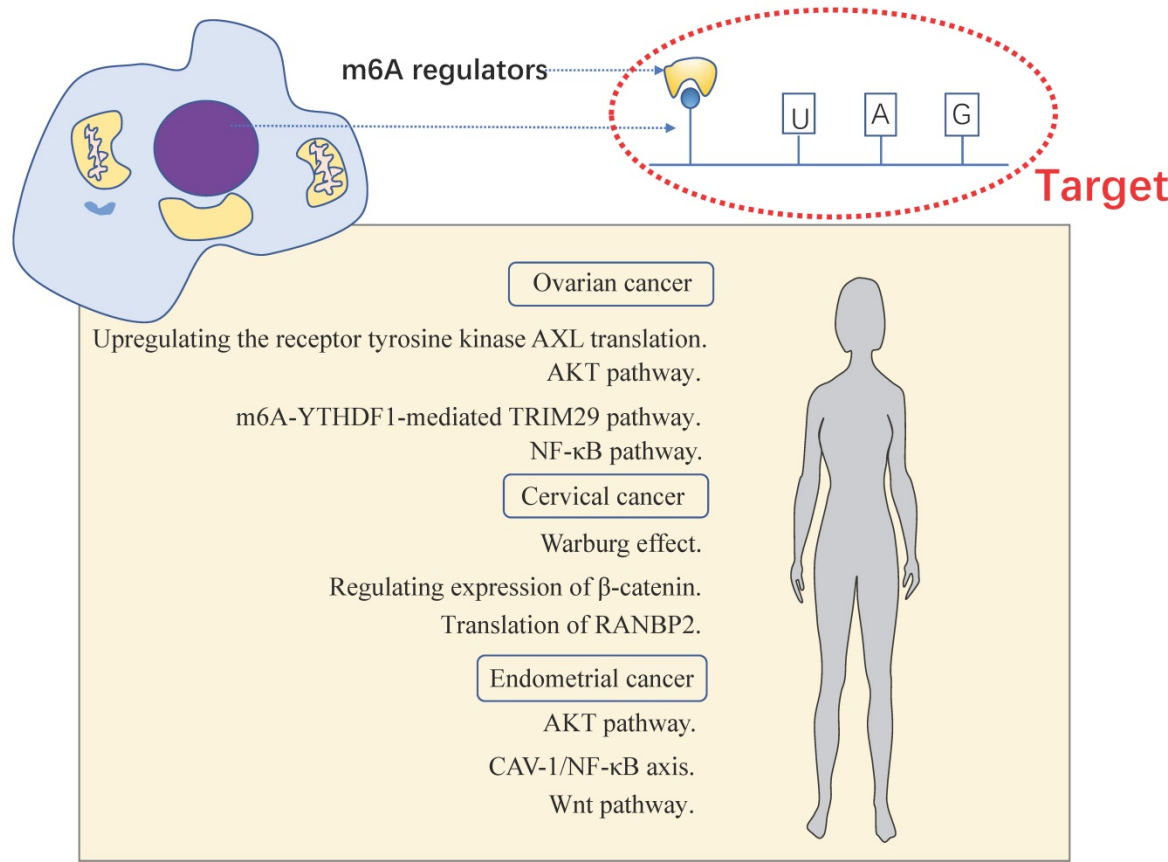 m6A regulators
U A G
Target
Ovarian cancer
Upregulating the receptor tyrosine kinase AXL translation.
AKT pathway.
m6A-YTHDF1-mediated TRIM29 pathway.
NF-κB pathway.
Cervical cancer
Warburg effect.
Regulating expression of β-catenin.
Translation of RANBP2.
Endometrial cancer
AKT pathway.
CAV-1/NF-κB axis.
Wnt pathway.